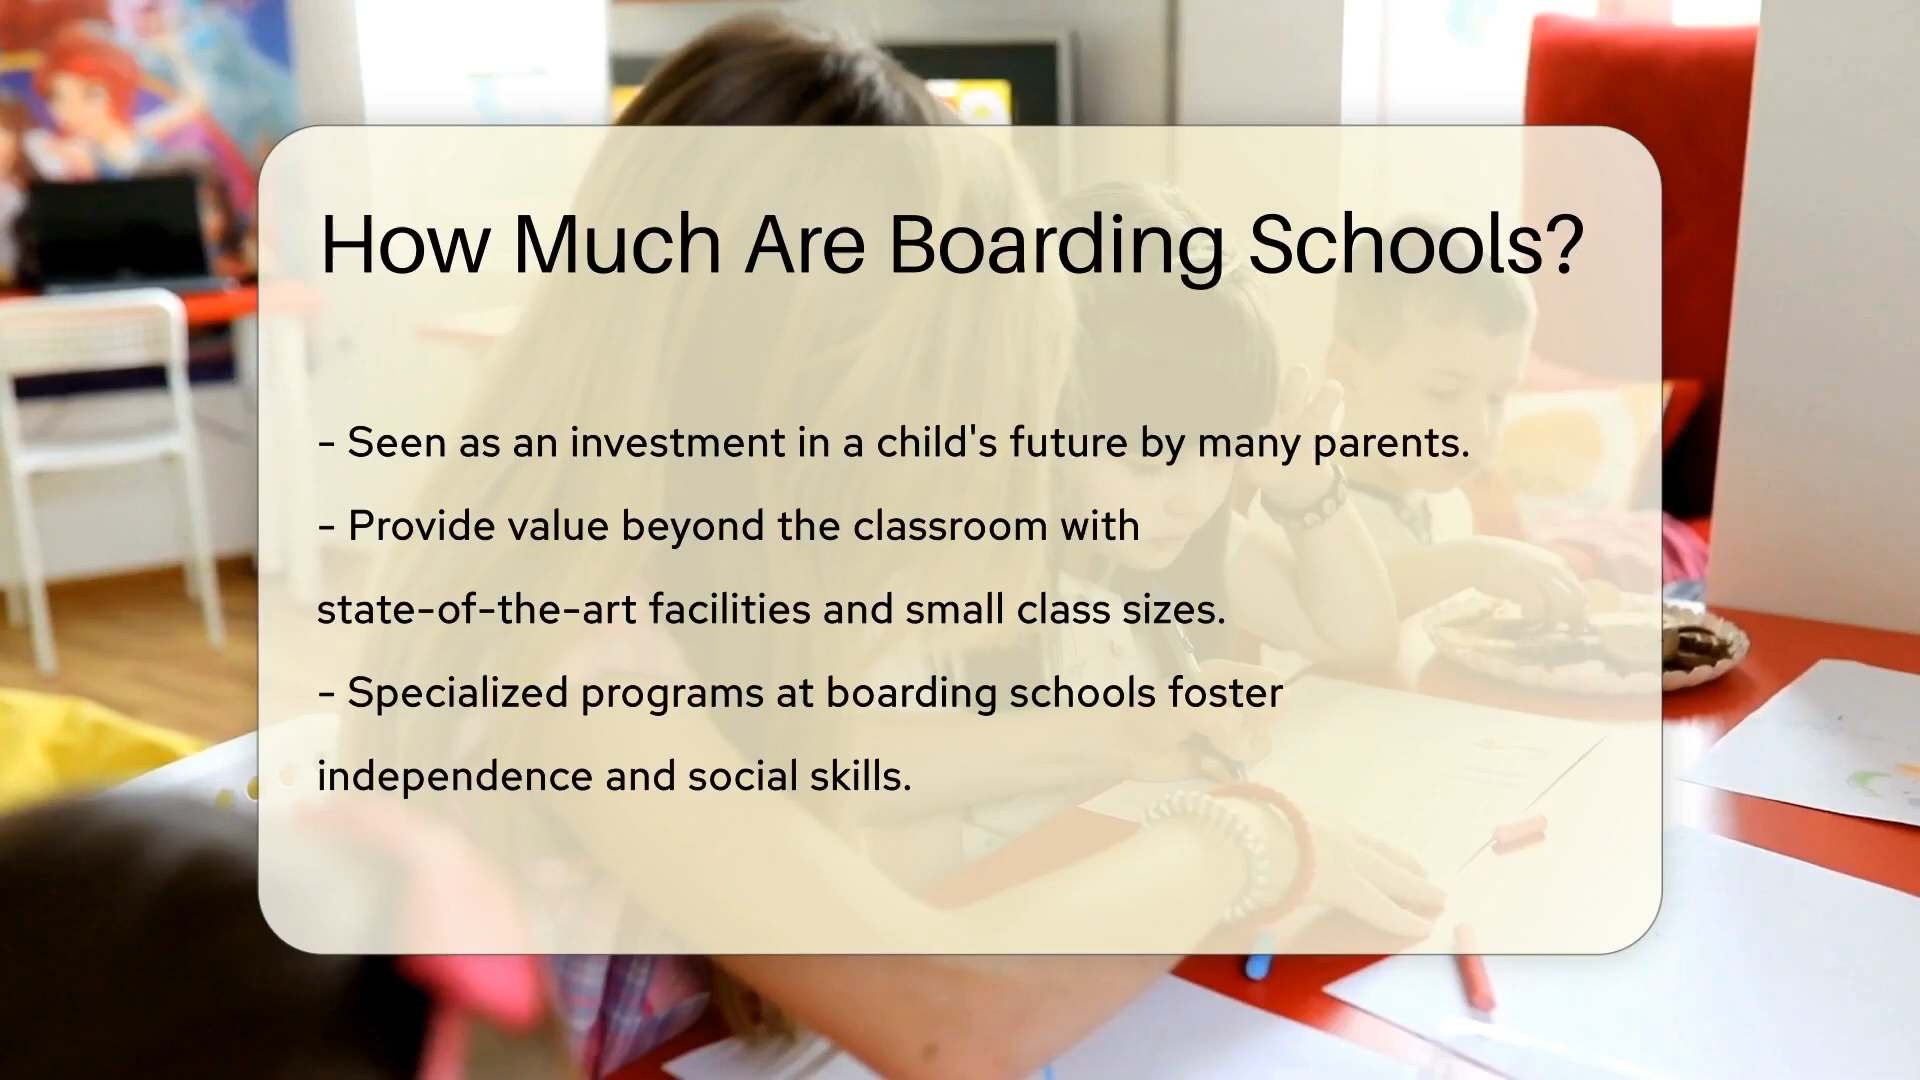 How Much Are Boarding Schools?
- Seen as an investment in a child's future by many parents.
- Provide value beyond the classroom with
state-of-the-art facilities and small class sizes.
- Specialized programs at boarding schools foster
independence and social skills.